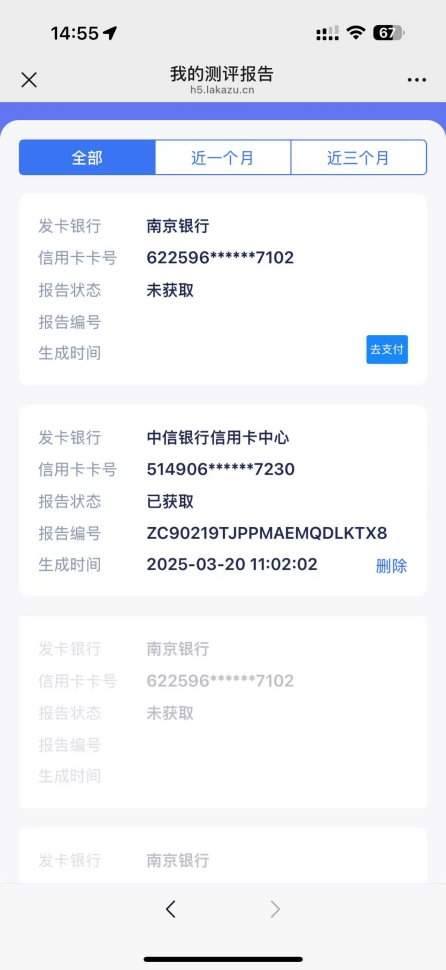 14:55
67
我的测评报告
h5.lakazu.cn
全部 近一个月 近三个月
发卡银行 南京银行
信用卡卡号 622596******7102
报告状态 未获取
报告编号
生成时间 去支付
发卡银行 中信银行信用卡中心
信用卡卡号 514906******7230
报告状态 已获取
报告编号 ZC90219TJPPMAEMQDLKTX8
生成时间 2025-03-20 11:02:02 删除
发卡银行 南京银行
信用卡卡号 622596******7102
报告状态 未获取
报告编号
生成时间
发卡银行 南京银行